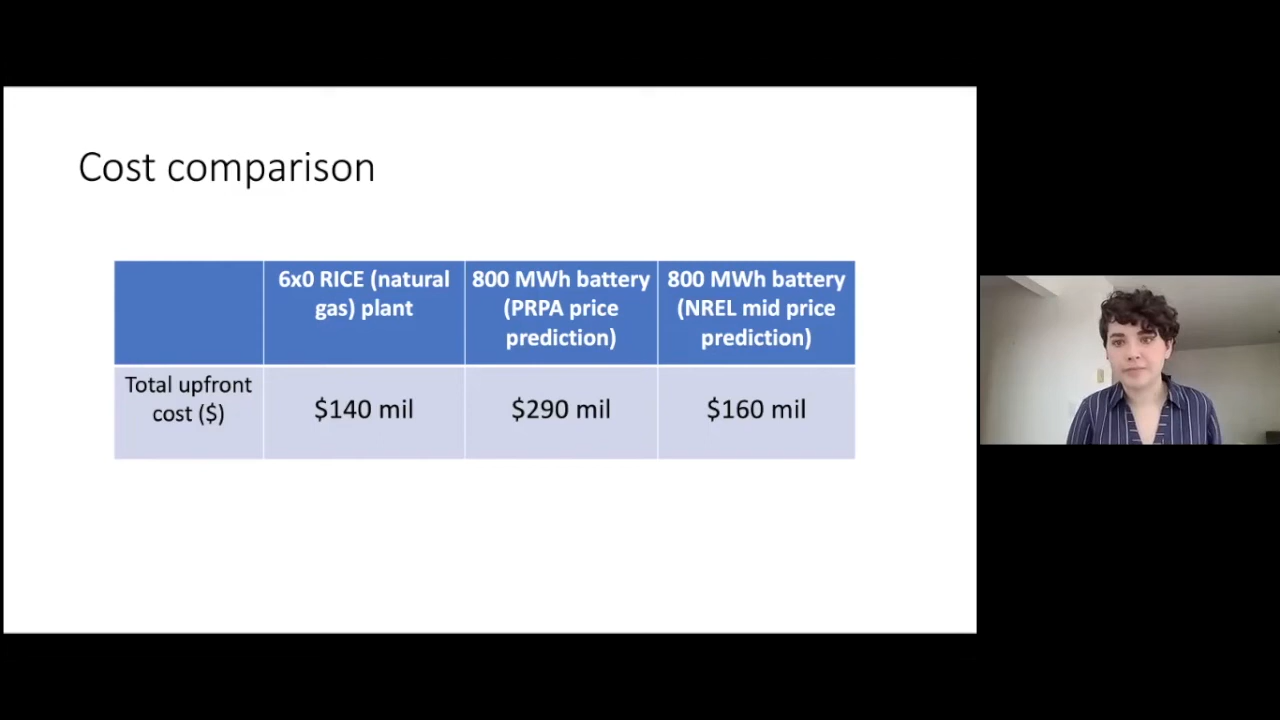 Cost comparison
6x0 RICE (natural
gas) plant
800 MWh battery
(PRPA price
prediction)
800 MWh battery
(NREL mid price
prediction)
Total upfront
cost ($)
$140 mil
$290 mil
$160 mil